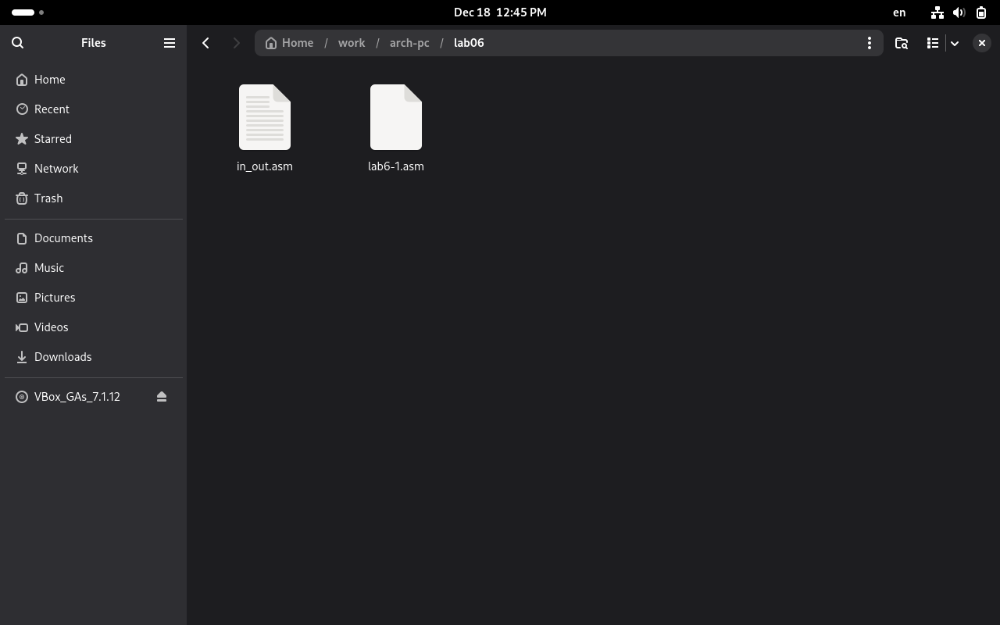 Dec 18 12:45 PM
en
Files
Home / work / arch-pc / lab06
Home
Recent
Starred
Network
Trash
Documents
Music
Pictures
Videos
Downloads
VBox_GAs_7.1.12
in_out.asm
lab6-1.asm